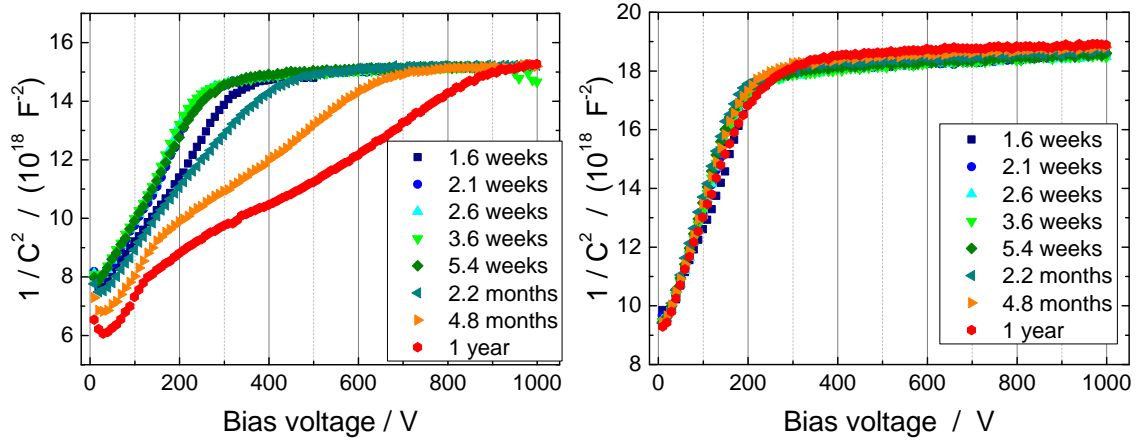 1 / C² / (10¹⁸ F⁻²)
16
14
12
10
8
6
0
200
400
600
800
1000
Bias voltage / V
1.6 weeks
2.1 weeks
2.6 weeks
3.6 weeks
5.4 weeks
2.2 months
4.8 months
1 year
1 / C² / (10¹⁸ F⁻²)
20
18
16
14
12
10
8
0
200
400
600
800
1000
Bias voltage / V
1.6 weeks
2.1 weeks
2.6 weeks
3.6 weeks
5.4 weeks
2.2 months
4.8 months
1 year